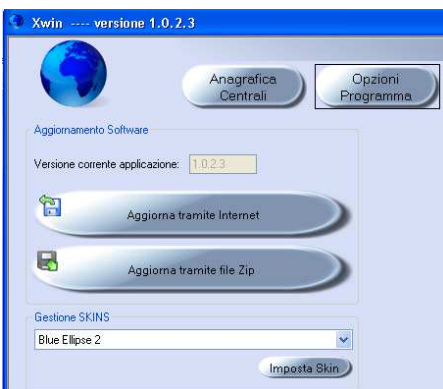 Xwin ---- versione 1.0.2.3
Anagrafica
Centrali
Opzioni
Programma
Aggiornamento Software
Versione corrente applicazione: 1.0.2.3
Aggiorna tramite Internet
Aggiorna tramite file Zip
Gestione SKINS
Blue Ellipse 2
Imposta Skin